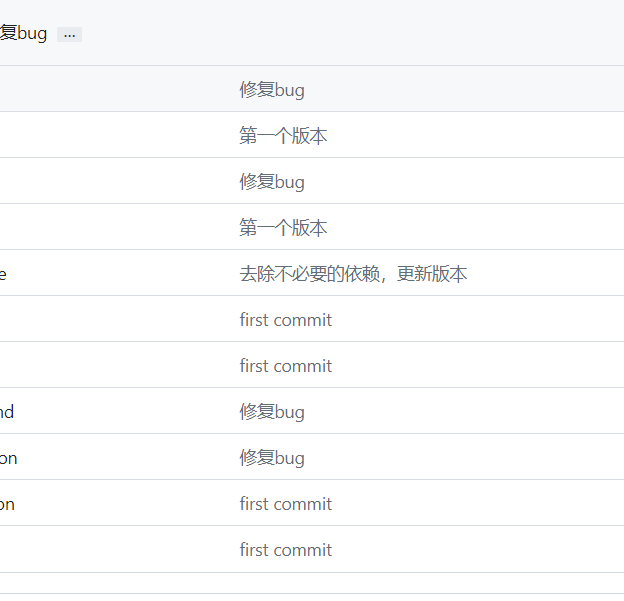 复bug ...
修复bug
第一个版本
修复bug
第一个版本
e 去除不必要的依赖，更新版本
first commit
first commit
nd 修复bug
on 修复bug
on first commit
first commit